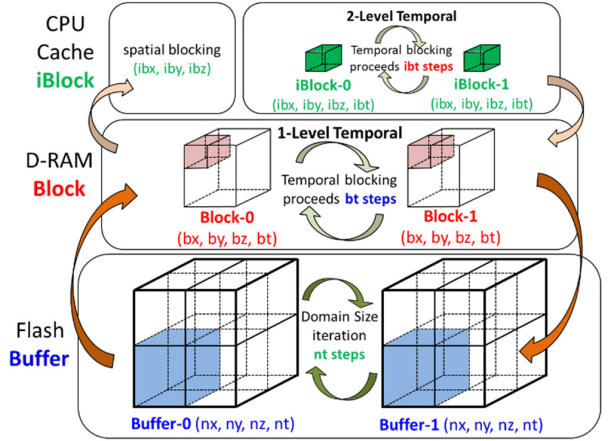 CPU
Cache
iBlock
spatial blocking
(ibx, iby, ibz)
2-Level Temporal
Temporal blocking
proceeds ibt steps
iBlock-0
(ibx, iby, ibz, ibt)
iBlock-1
(ibx, iby, ibz, ibt)
D-RAM
Block
1-Level Temporal
Temporal blocking
proceeds bt steps
Block-0
(bx, by, bz, bt)
Block-1
(bx, by, bz, bt)
Flash
Buffer
Domain Size
iteration
nt steps
Buffer-0 (nx, ny, nz, nt)
Buffer-1 (nx, ny, nz, nt)